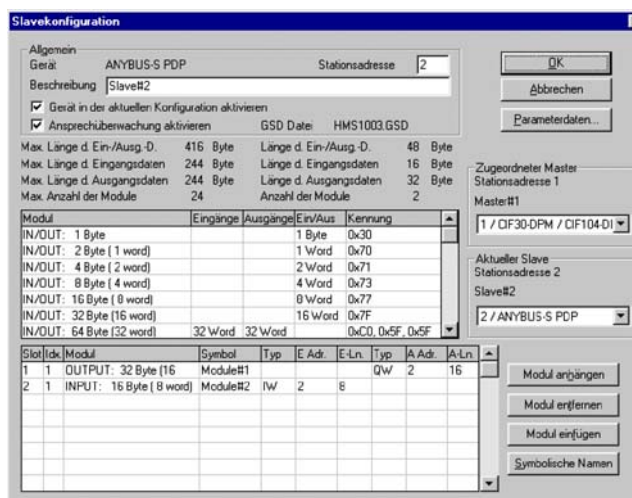 Slavekonfiguration
Allgemein
Gerät ANYBUS-S PDP Stationsadresse 2
Beschreibung Slave#2
Gerät in der aktuellen Konfiguration aktivieren
Ansprechüberwachung aktivieren GSD Datei HMS1003.GSD
OK
Abbrechen
Parameterdaten...
Max. Länge d. Ein-/Ausg.-D. 416 Byte Länge d. Ein-/Ausg.-D. 48 Byte
Max. Länge d. Eingangsdaten 244 Byte Länge d. Eingangsdaten 16 Byte
Max. Länge d. Ausgangsdaten 244 Byte Länge d. Ausgangsdaten 32 Byte
Max. Anzahl der Module 24 Anzahl der Module 2
Zugeordneter Master
Stationsadresse 1
Master#1
1 / CIF30-DPM / CIF104-DI
Aktueller Slave
Stationsadresse 2
Slave#2
2 / ANYBUS-S PDP
Modul Eingänge Ausgänge Ein/Aus Kennung
IN/OUT: 1 Byte 1 Byte 0x30
IN/OUT: 2 Byte ( 1 word) 1 Word 0x70
IN/OUT: 4 Byte ( 2 word) 2 Word 0x71
IN/OUT: 8 Byte ( 4 word) 4 Word 0x73
IN/OUT: 16 Byte ( 8 word) 8 Word 0x77
IN/OUT: 32 Byte (16 word) 16 Word 0x7F
IN/OUT: 64 Byte (32 word) 32 Word 32 Word 0xC0, 0x5F, 0x5F
Slot Idx. Modul Symbol Typ E Adr. E-Ln. Typ A Adr. A-Ln.
1 1 OUTPUT: 32 Byte (16 Module#1 QW 2 16
2 1 INPUT: 16 Byte ( 8 word) Module#2 IW 2 8
Modul anhängen
Modul entfernen
Modul einfügen
Symbolische Namen